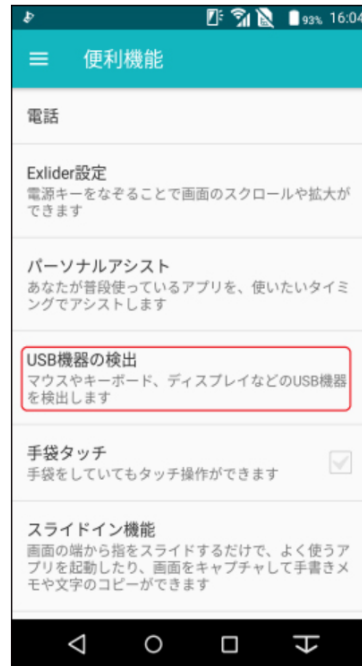 93% 16:04
便利機能
電話
Exlider設定
電源キーをなぞることで画面のスクロールや拡大が
できます
パーソナルアシスト
あなたが普段使っているアプリを、使いたいタイミ
ングでアシストします
USB機器の検出
マウスやキーボード、ディスプレイなどのUSB機器
を検出します
手袋タッチ
手袋をしていてもタッチ操作ができます
スライドイン機能
画面の端から指をスライドするだけで、よく使うア
プリを起動したり、画面をキャプチャして手書きメ
モや文字のコピーができます